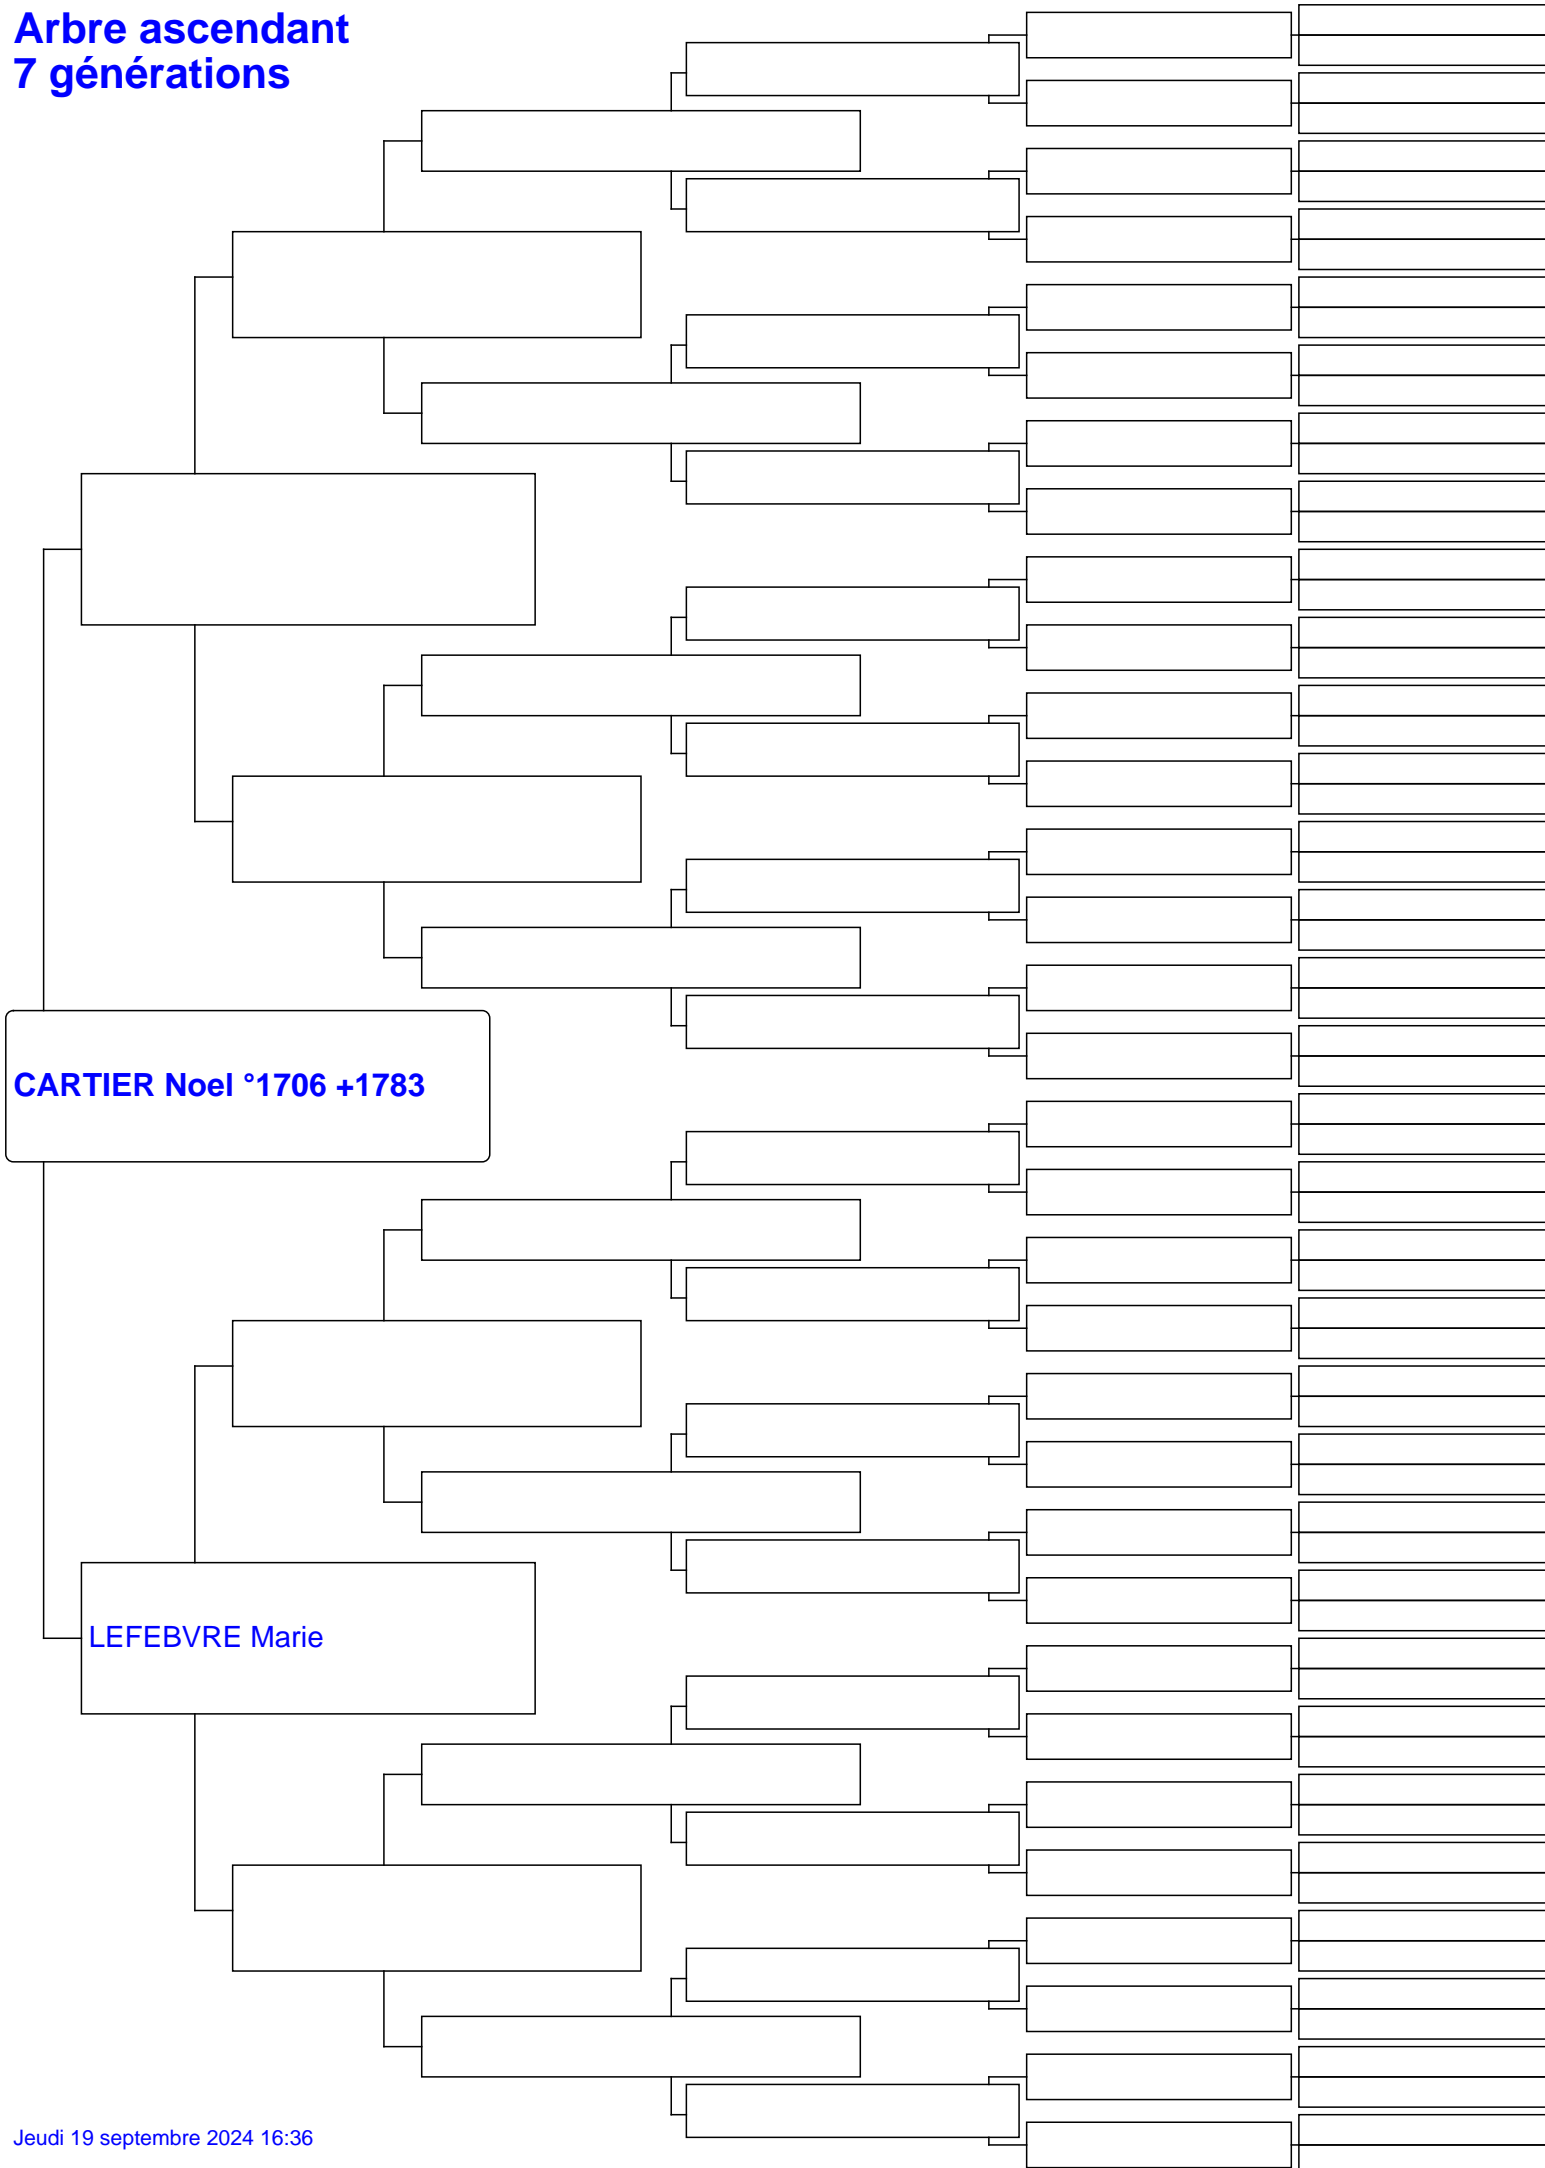 Arbre ascendant
7 générations
CARTIER Noel °1706 +1783
LEFEBVRE Marie
Jeudi 19 septembre 2024 16:36